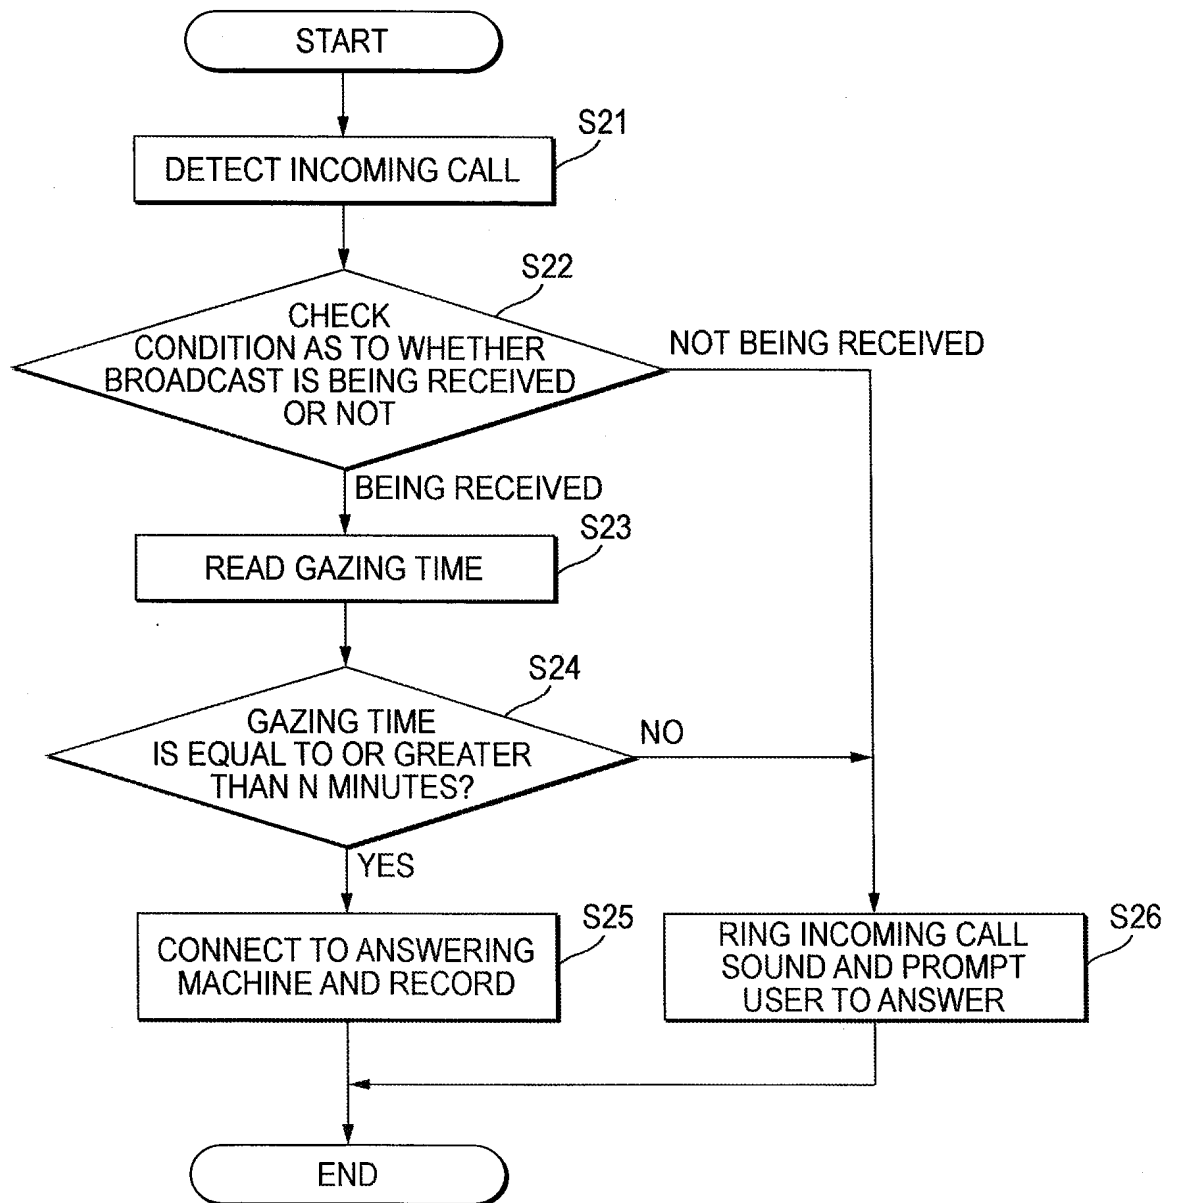 START
S21
DETECT INCOMING CALL
S22
CHECK
CONDITION AS TO WHETHER
BROADCAST IS BEING RECEIVED
OR NOT
NOT BEING RECEIVED
BEING RECEIVED
S23
READ GAZING TIME
S24
GAZING TIME
IS EQUAL TO OR GREATER
THAN N MINUTES?
NO
YES
S25
CONNECT TO ANSWERING
MACHINE AND RECORD
S26
RING INCOMING CALL
SOUND AND PROMPT
USER TO ANSWER
END